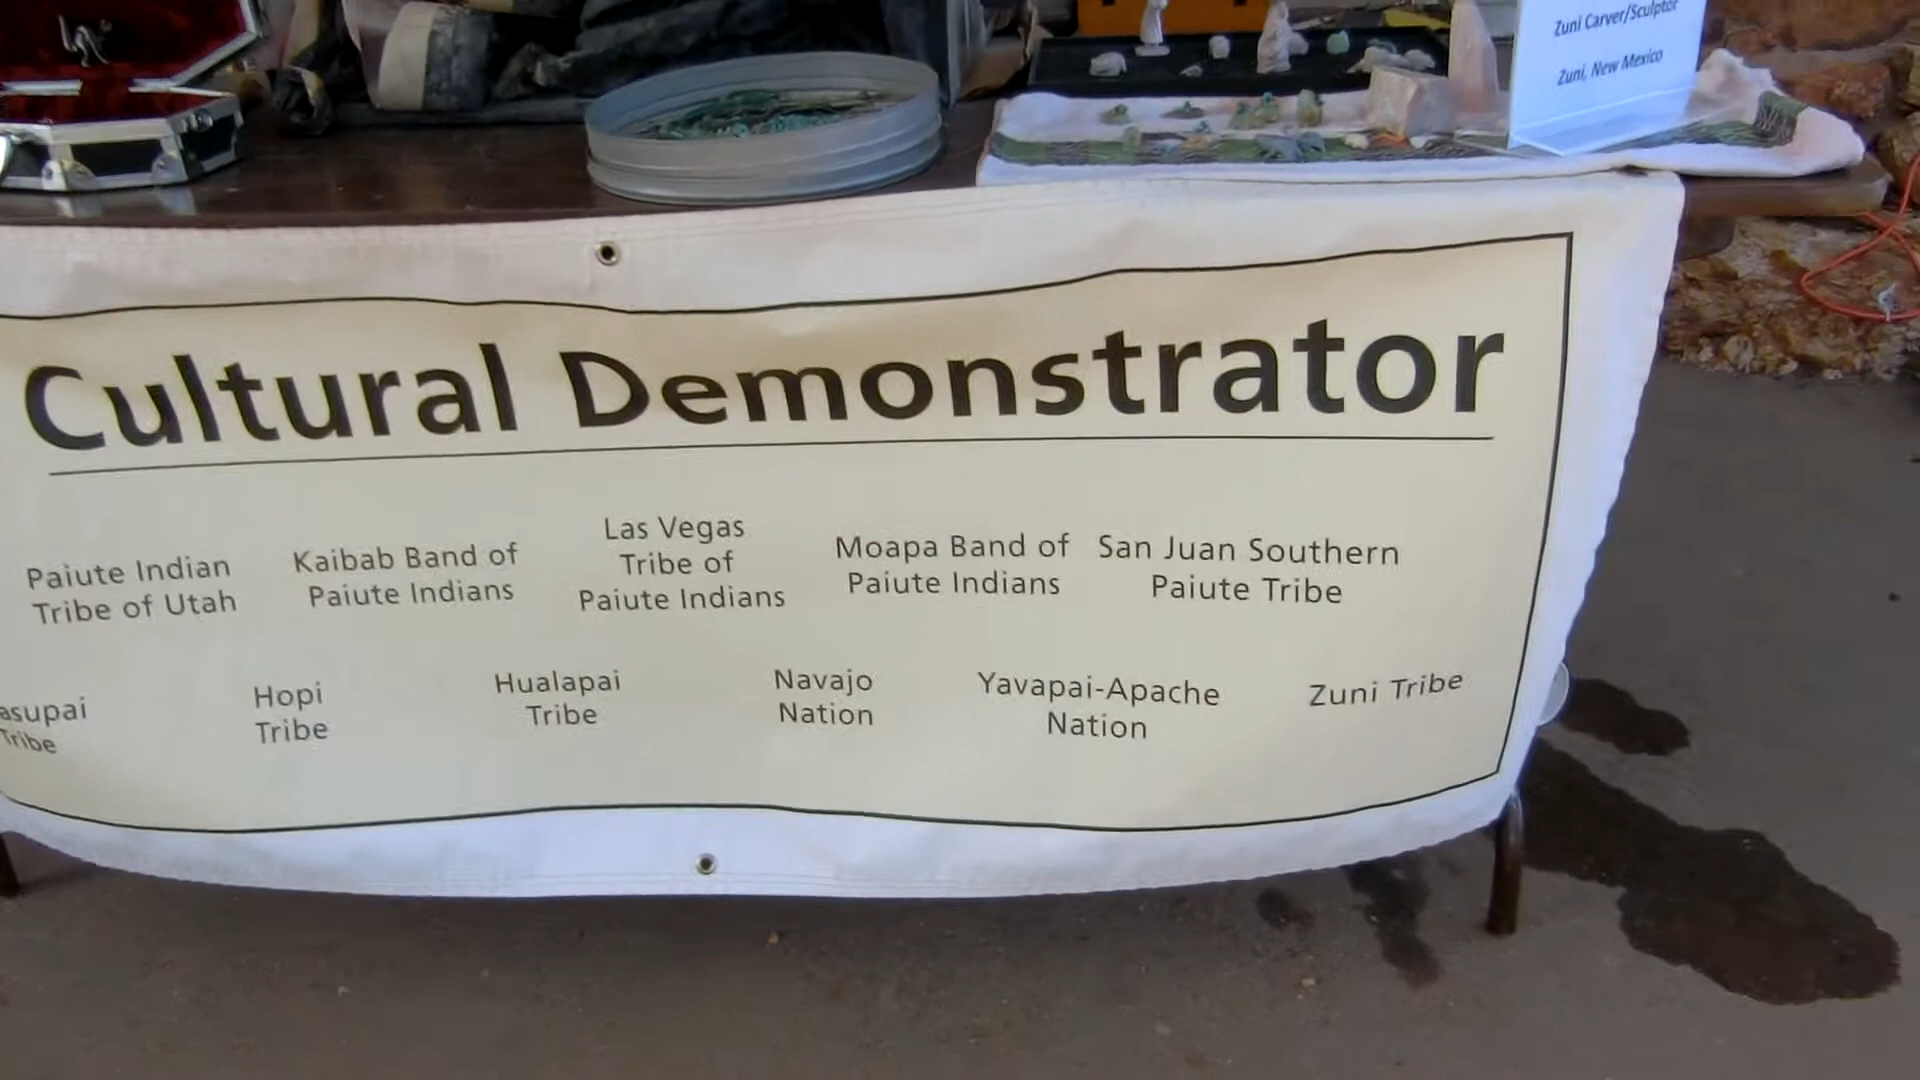 Zuni Carver/Sculptor
Zuni, New Mexico
Cultural Demonstrator
Paiute Indian
Tribe of Utah
Kaibab Band of
Paiute Indians
Las Vegas
Tribe of
Paiute Indians
Moapa Band of
Paiute Indians
San Juan Southern
Paiute Tribe
asupai
Tribe
Hopi
Tribe
Hualapai
Tribe
Navajo
Nation
Yavapai-Apache
Nation
Zuni Tribe